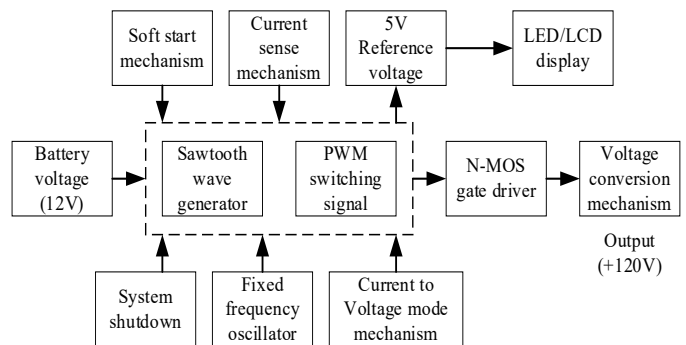 Soft start
mechanism
Current
sense
mechanism
5V
Reference
voltage
LED/LCD
display
Battery
voltage
(12V)
Sawtooth
wave
generator
PWM
switching
signal
N-MOS
gate driver
Voltage
conversion
mechanism
Output
(+120V)
System
shutdown
Fixed
frequency
oscillator
Current to
Voltage mode
mechanism